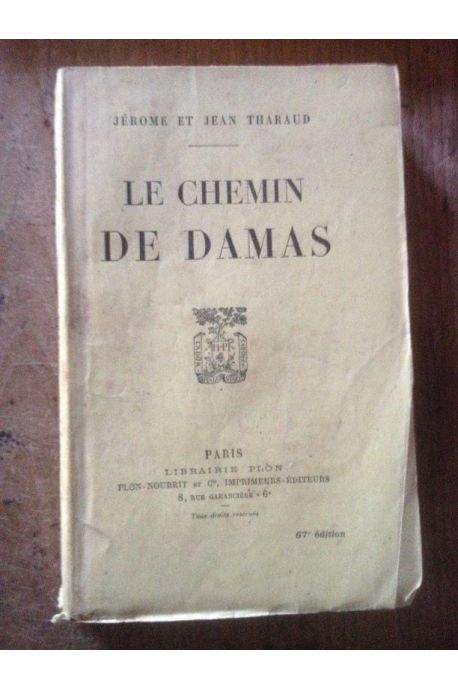 JÉROME ET JEAN THARAUD
LE CHEMIN
DE DAMAS
PARIS
LIBRAIRIE PLON
PLON-NOURRIT ET Cie, IMPRIMEURS-ÉDITEURS
8, RUE GARANCIÈRE - 6e
Tous droits réservés
67e édition